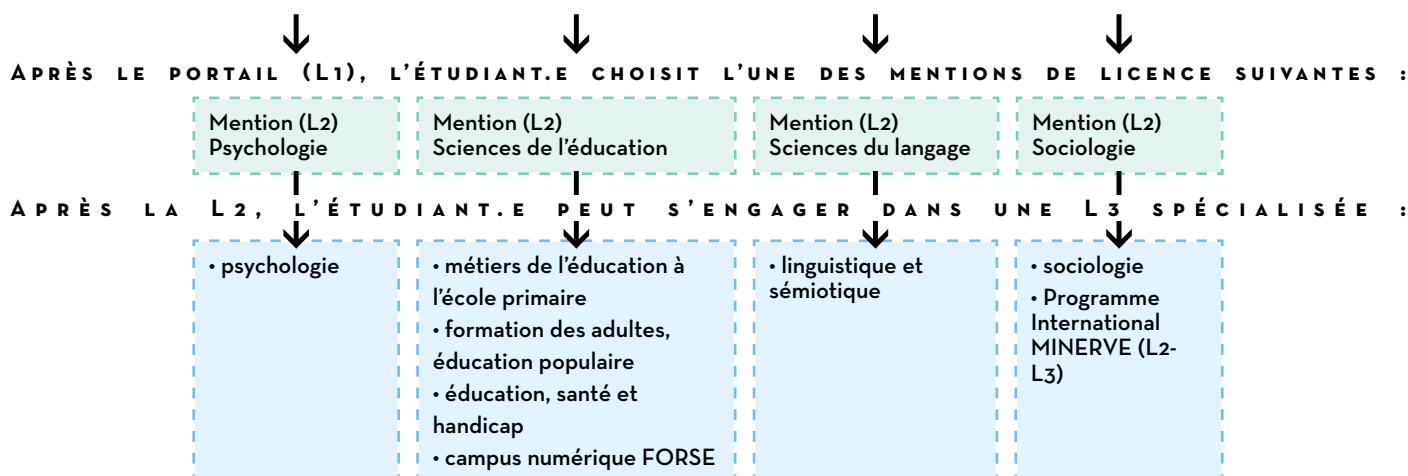 APRÈS LE PORTAIL (L1), L'ÉTUDIANT.E CHOISIT L'UNE DES MENTIONS DE LICENCE SUIVANTES :
Mention (L2)
Psychologie
Mention (L2)
Sciences de l'éducation
Mention (L2)
Sciences du langage
Mention (L2)
Sociologie
APRÈS LA L2, L'ÉTUDIANT.E PEUT S'ENGAGER DANS UNE L3 SPÉCIALISÉE :
• psychologie
• métiers de l'éducation à
l'école primaire
• formation des adultes,
éducation populaire
• éducation, santé et
handicap
• campus numérique FORSE
• linguistique et
sémiotique
• sociologie
• Programme
International
MINERVE (L2-
L3)